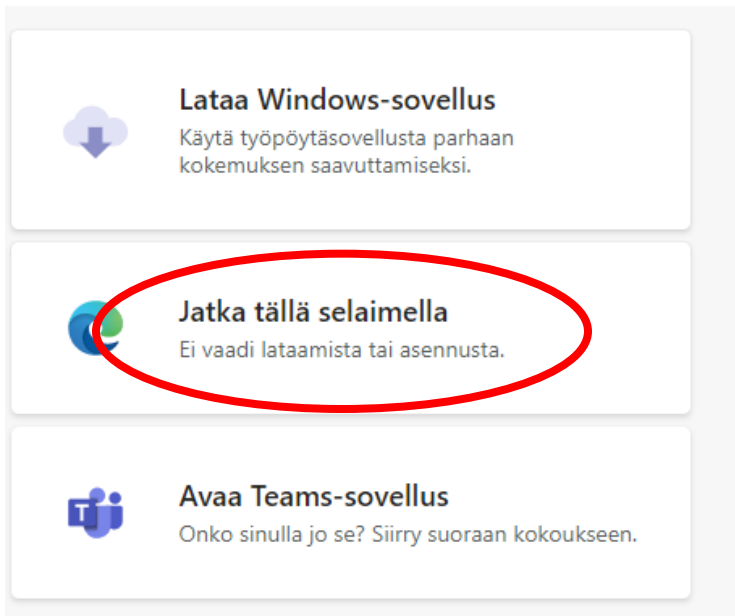 Lataa Windows-sovellus
Käytä työpöytäsovellusta parhaan
kokemuksen saavuttamiseksi.
Jatka tällä selaimella
Ei vaadi lataamista tai asennusta.
T
Avaa Teams-sovellus
Onko sinulla jo se? Siirry suoraan kokoukseen.